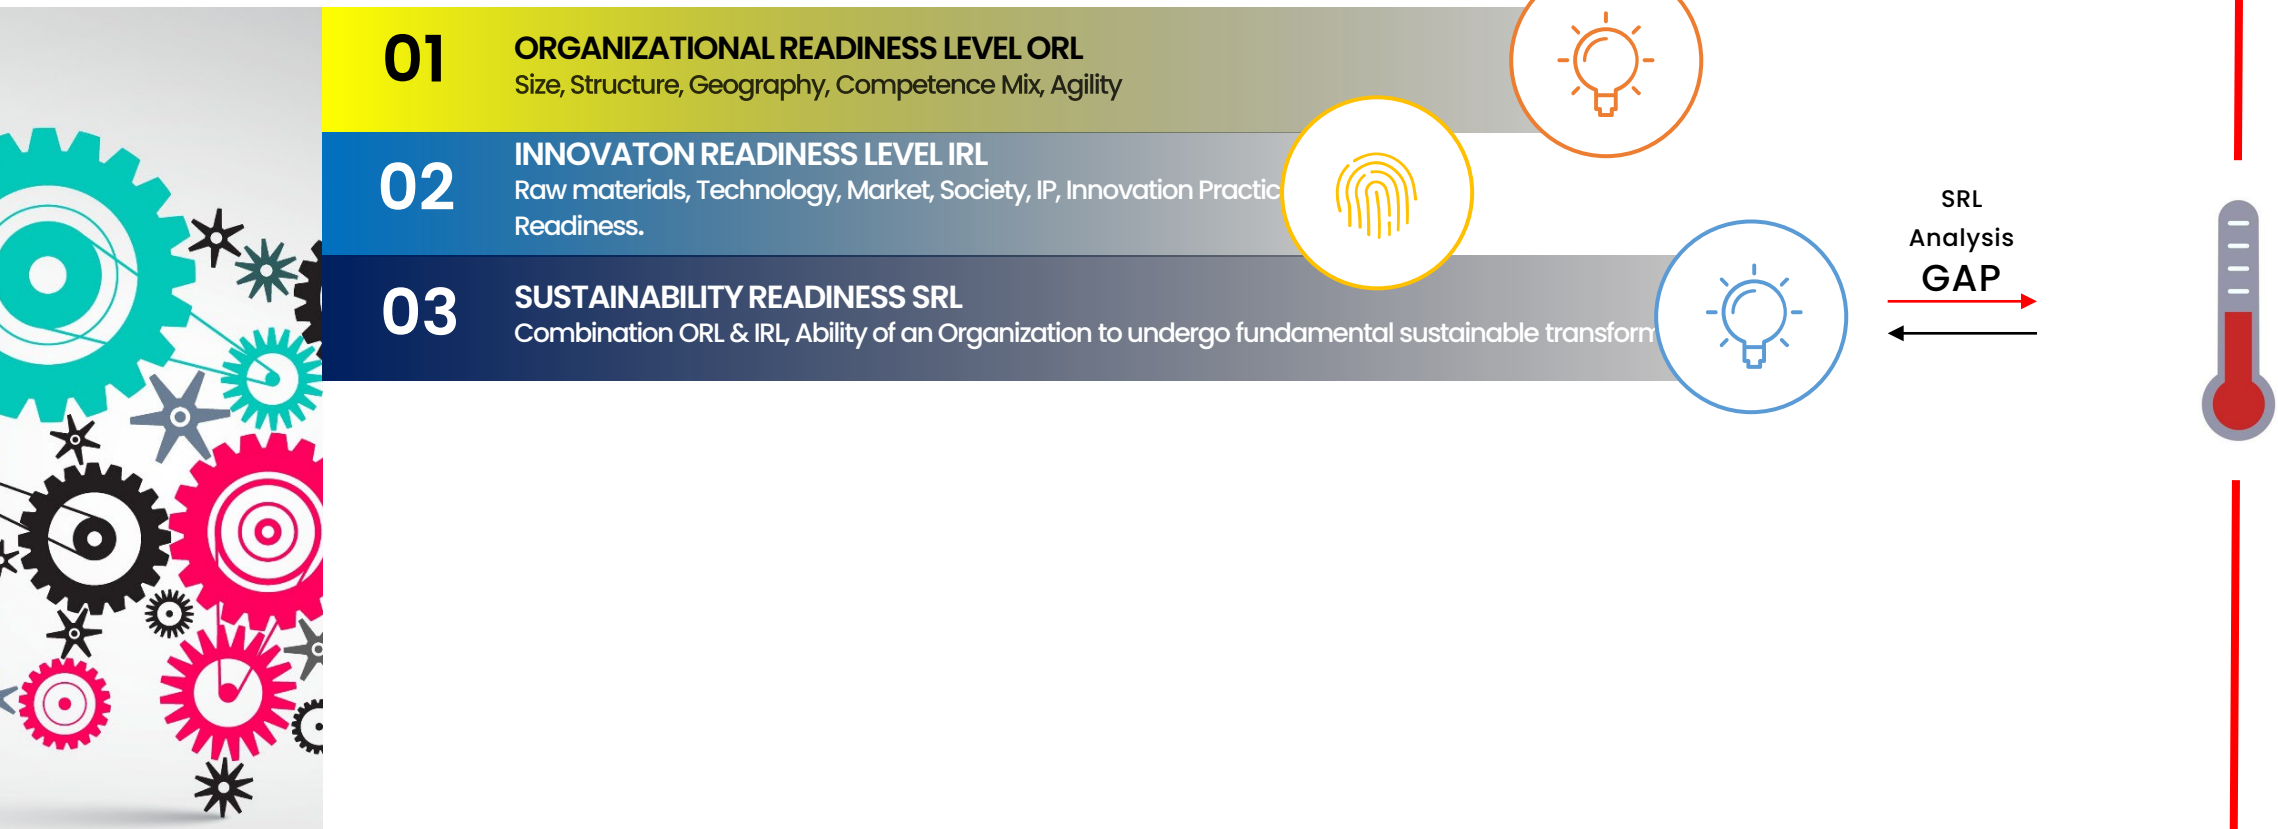 01
ORGANIZATIONAL READINESS LEVEL ORL
Size, Structure, Geography, Competence Mix, Agility
02
INNOVATON READINESS LEVEL IRL
Raw materials, Technology, Market, Society, IP, Innovation
Readiness.
03
SUSTAINABILITY READINESS SRL
Combination ORL & IRL, Ability of an Organization to undergo fundamental sustainable
SRL
Analysis
GAP